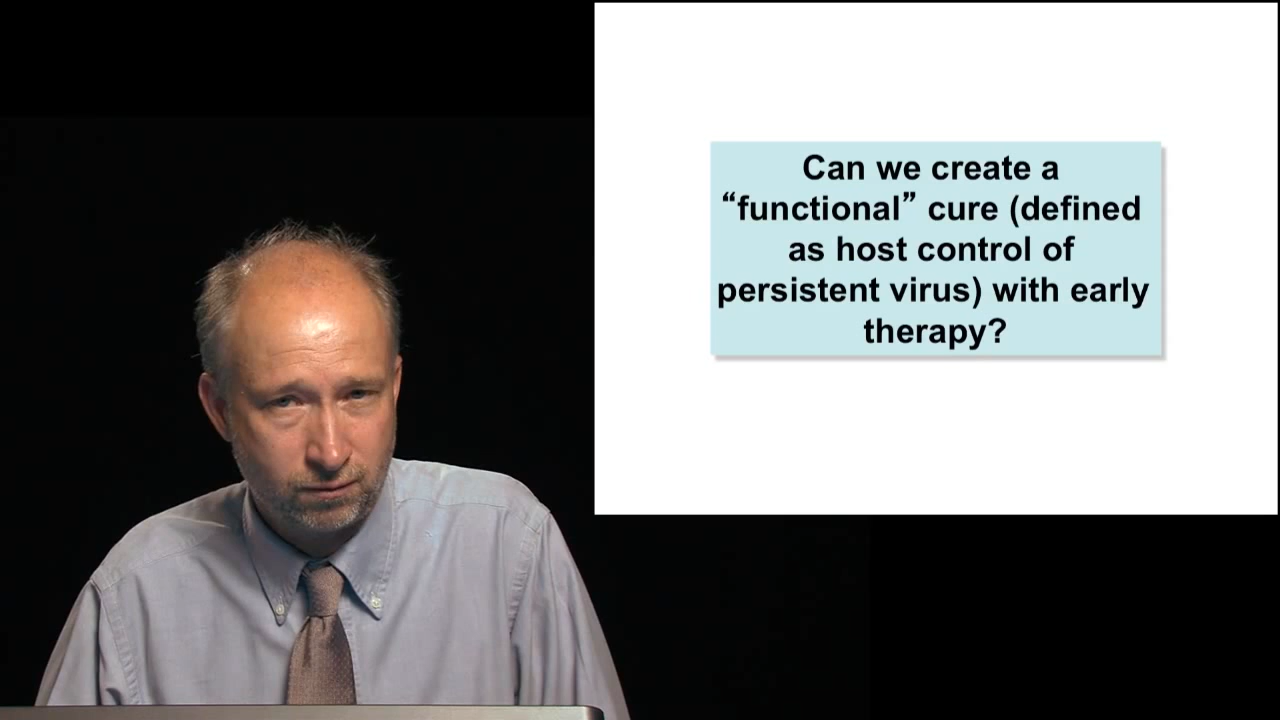 Can we create a
“functional” cure (defined
as host control of
persistent virus) with early
therapy?